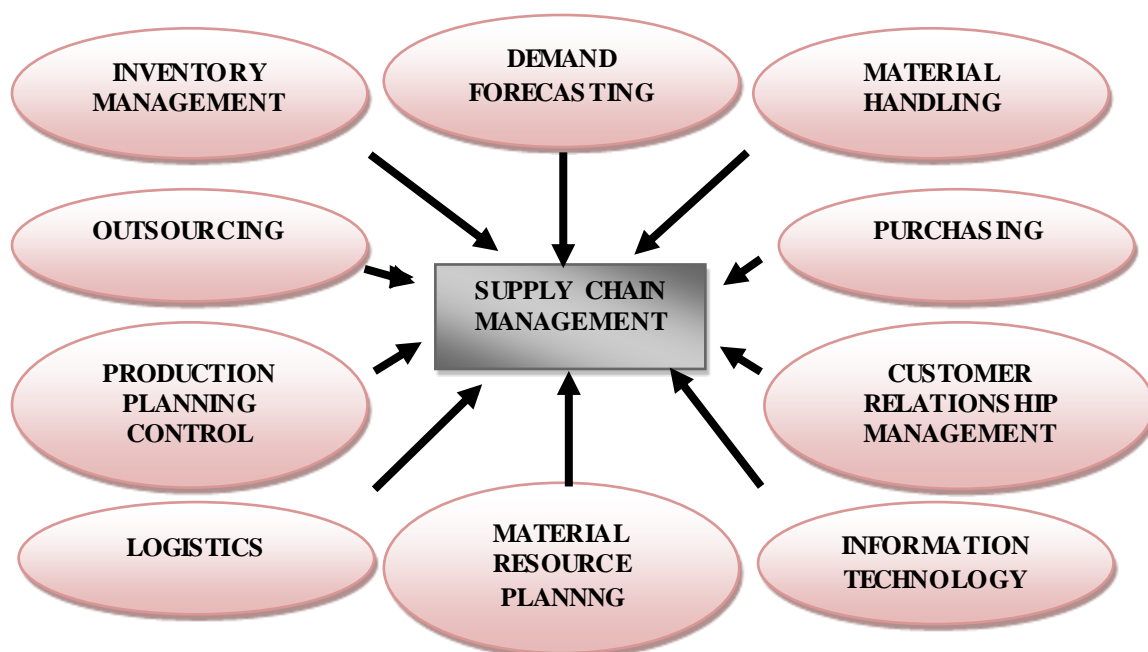 INVENTORY
MANAGEMENT
DEMAND
FORECASTING
MATERIAL
HANDLING
OUTSOURCING
PURCHASING
SUPPLY CHAIN
MANAGEMENT
PRODUCTION
PLANNING
CONTROL
CUSTOMER
RELATIONSHIP
MANAGEMENT
LOGISTICS
MATERIAL
RESOURCE
PLANNNG
INFORMATION
TECHNOLOGY